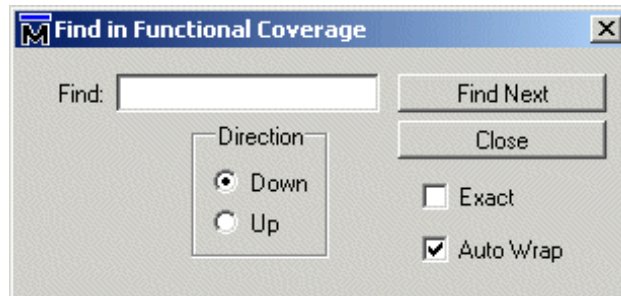 M Find in Functional Coverage
Find:
Find Next
Direction
Close
Down
Exact
Up
Auto Wrap